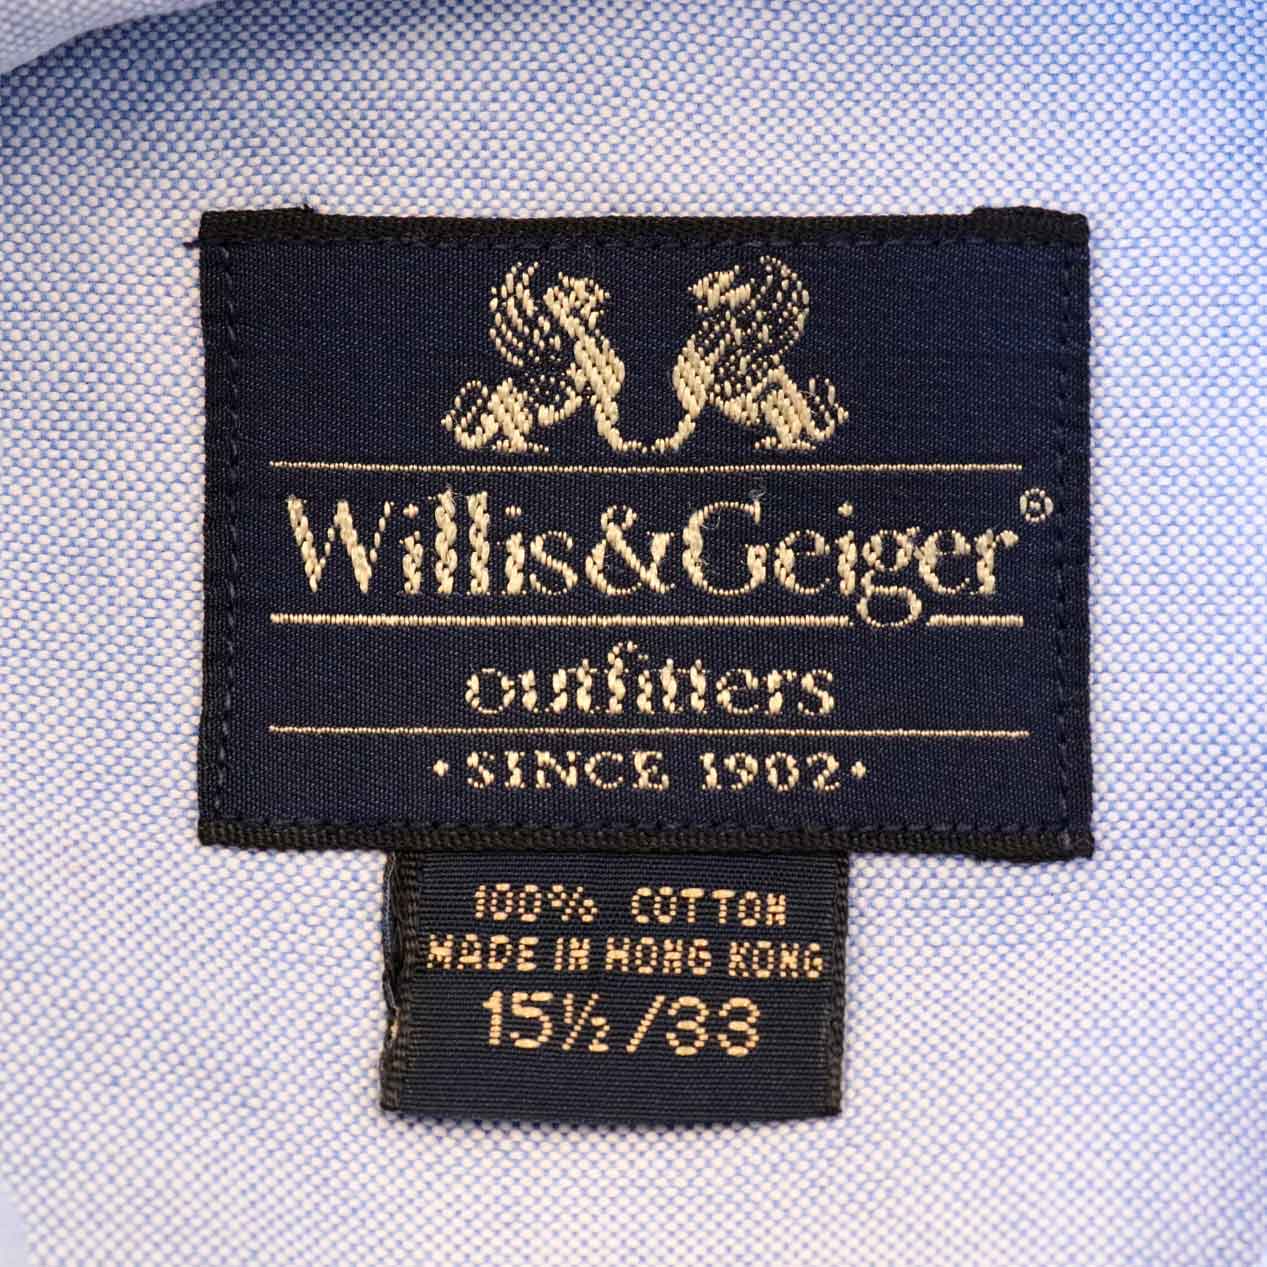 Willis&Geiger®
outfitters
· SINCE 1902 ·
100% COTTON
MADE IN HONG KONG
15½/33